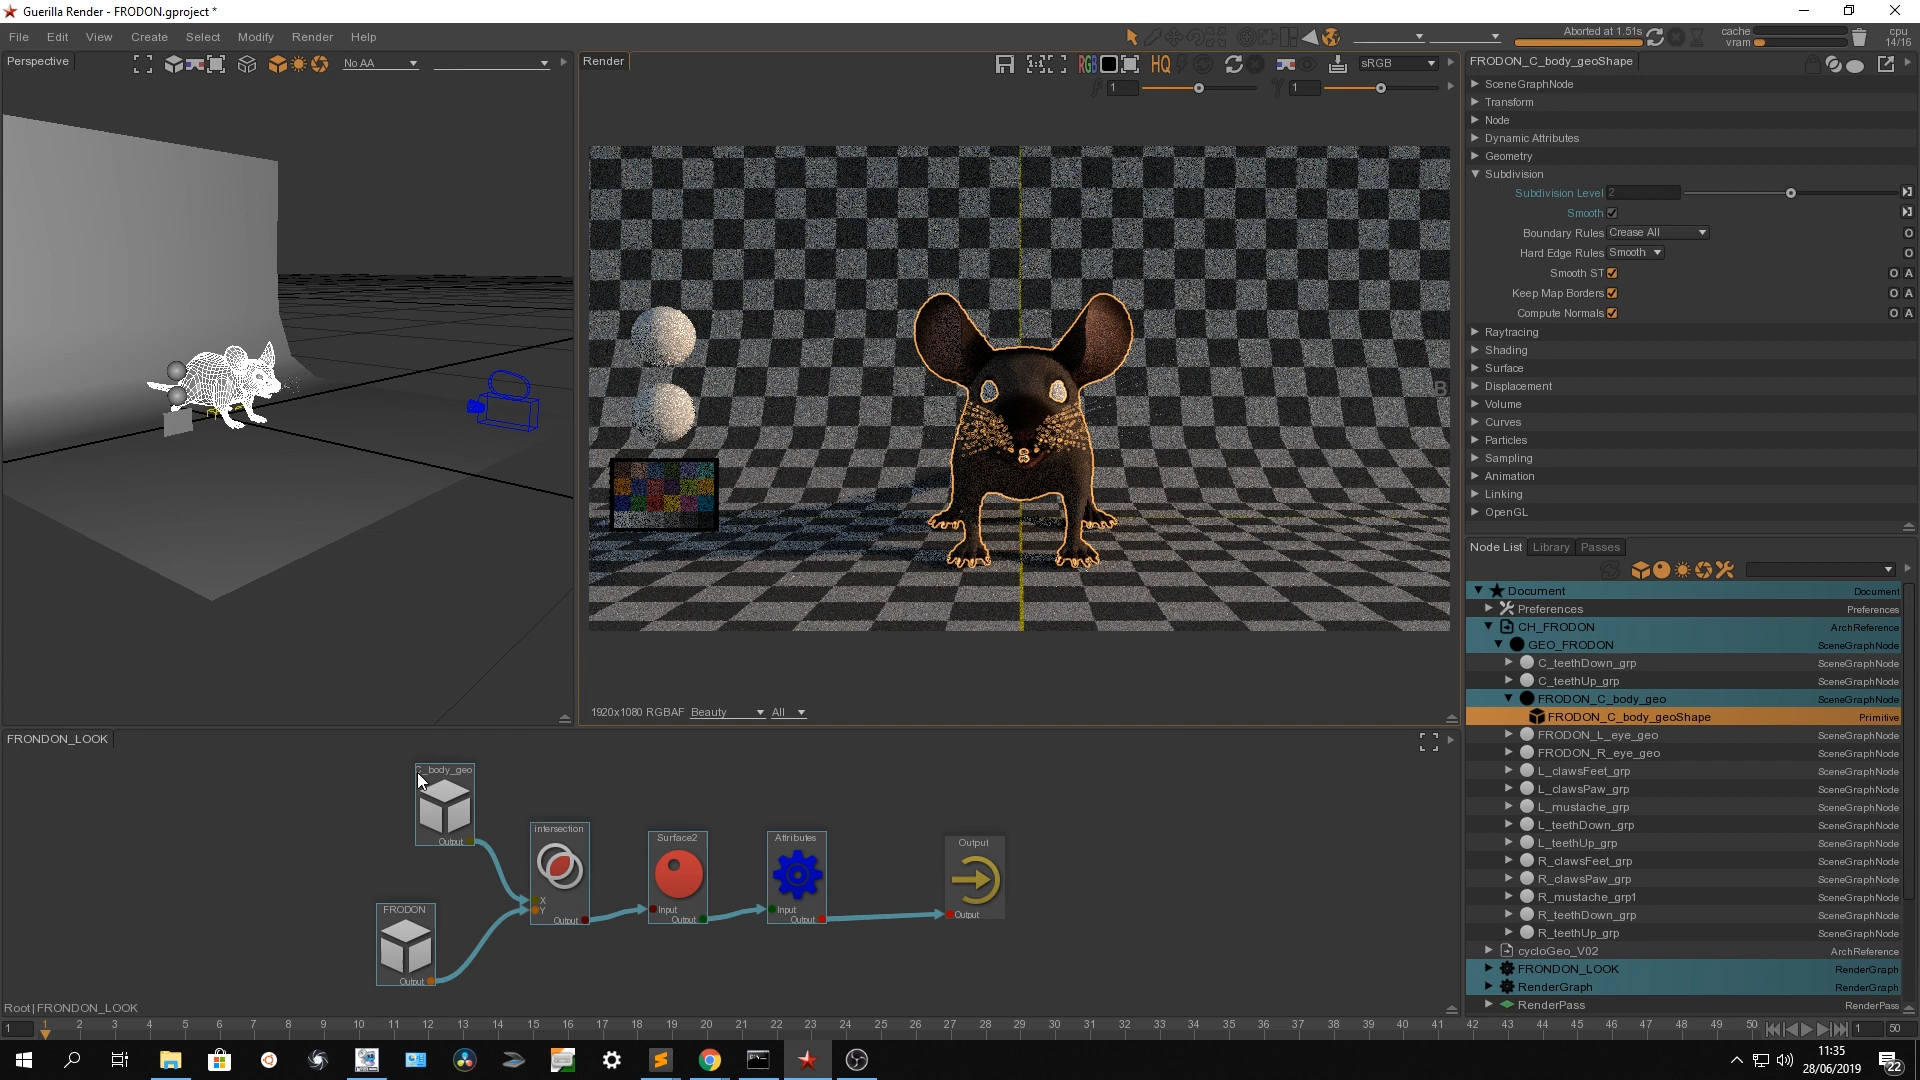 Guerilla Render - FRODON.gproject *
File Edit View Create Select Modify Render Help
Aborted at 1.51s
cache
vram
cpu
14/16
Perspective
No AA
Render
RGB
HQ
sRGB
1
1
1920x1080 RGBAF Beauty All
FRODON_C_body_geoShape
SceneGraphNode
Transform
Node
Dynamic Attributes
Geometry
Subdivision
Subdivision Level 2
Smooth
Boundary Rules Crease All O
Hard Edge Rules Smooth O
Smooth ST O A
Keep Map Borders O A
Compute Normals O A
Raytracing
Shading
Surface
Displacement
Volume
Curves
Particles
Sampling
Animation
Linking
OpenGL
Node List Library Passes
Document Document
Preferences Preferences
CH_FRODON ArchReference
GEO_FRODON SceneGraphNode
C_teethDown_grp SceneGraphNode
C_teethUp_grp SceneGraphNode
FRODON_C_body_geo SceneGraphNode
FRODON_C_body_geoShape Primitive
FRODON_L_eye_geo SceneGraphNode
FRODON_R_eye_geo SceneGraphNode
L_clawsFeet_grp SceneGraphNode
L_clawsPaw_grp SceneGraphNode
L_mustache_grp SceneGraphNode
L_teethDown_grp SceneGraphNode
L_teethUp_grp SceneGraphNode
R_clawsFeet_grp SceneGraphNode
R_clawsPaw_grp SceneGraphNode
R_mustache_grp1 SceneGraphNode
R_teethDown_grp SceneGraphNode
R_teethUp_grp SceneGraphNode
cycloGeo_V02 ArchReference
FRONDON_LOOK RenderGraph
RenderGraph RenderGraph
RenderPass RenderPass
FRONDON_LOOK
C_body_geo
Output
FRODON
Output
intersection
X
Y
Output
Surface2
Input
Output
Attributes
Input
Output
Output
Output
Root|FRONDON_LOOK
1 1 2 3 4 5 6 7 8 9 10 11 12 13 14 15 16 17 18 19 20 21 22 23 24 25 26 27 28 29 30 31 32 33 34 35 36 37 38 39 40 41 42 43 44 45 46 47 48 49 50 1 50
11:35
28/06/2019
22